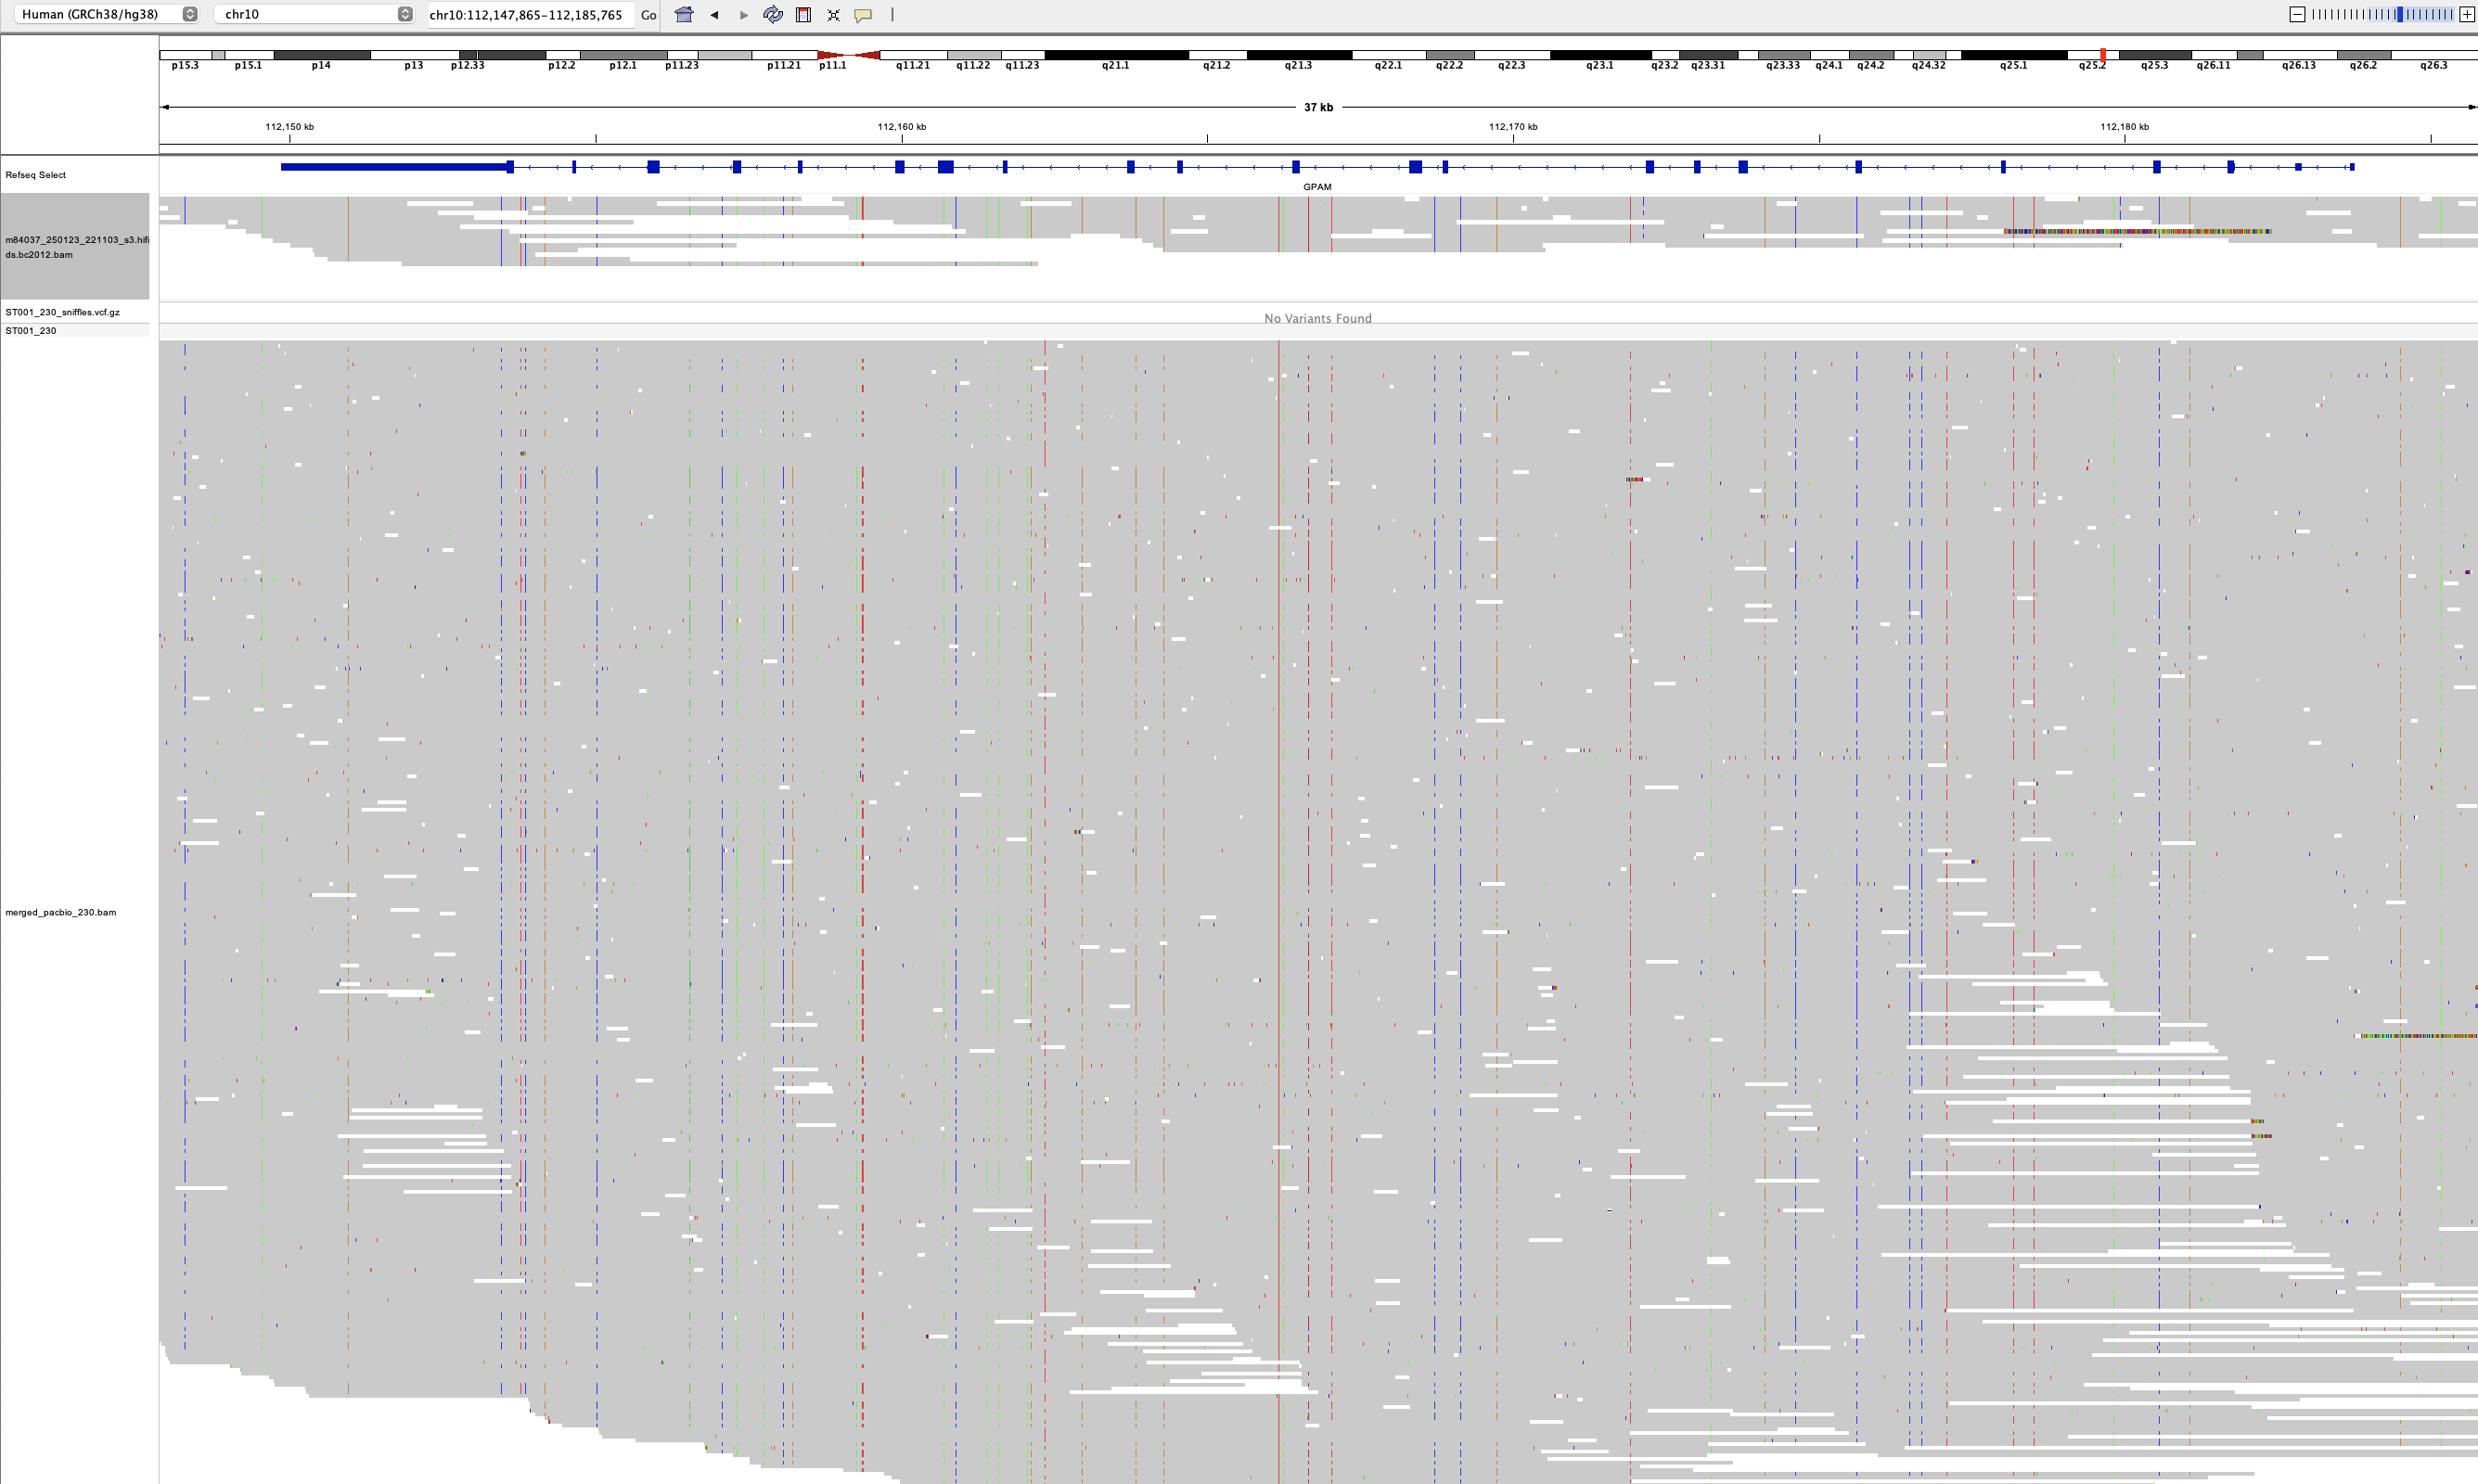 Human (GRCh38/hg38) chr10 chr10:112,147,865-112,185,765 Go
p15.3 p15.1 p14 p13 p12.33 p12.2 p12.1 p11.23 p11.21 p11.1 q11.21 q11.22 q11.23 q21.1 q21.2 q21.3 q22.1 q22.2 q22.3 q23.1 q23.2 q23.31 q23.33 q24.1 q24.2 q24.32 q25.1 q25.2 q25.3 q26.11 q26.13 q26.2 q26.3
37 kb
112,150 kb 112,160 kb 112,170 kb 112,180 kb
Refseq Select
GPAM
m84037_250123_221103_s3.hifi
ds.bc2012.bam
ST001_230_sniffles.vcf.gz
No Variants Found
ST001_230
merged_pacbio_230.bam